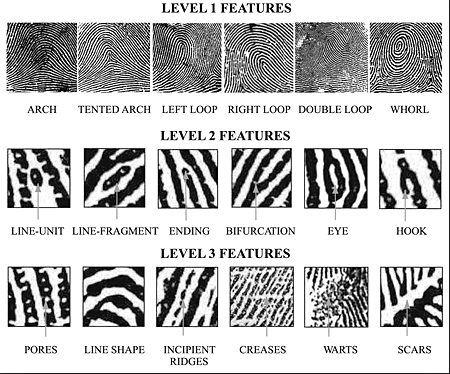 LEVEL 1 FEATURES
ARCH TENTED ARCH LEFT LOOP RIGHT LOOP DOUBLE LOOP WHORL
LEVEL 2 FEATURES
LINE-UNIT LINE-FRAGMENT ENDING BIFURCATION EYE HOOK
LEVEL 3 FEATURES
PORES LINE SHAPE INCIPIENT RIDGES CREASES WARTS SCARS